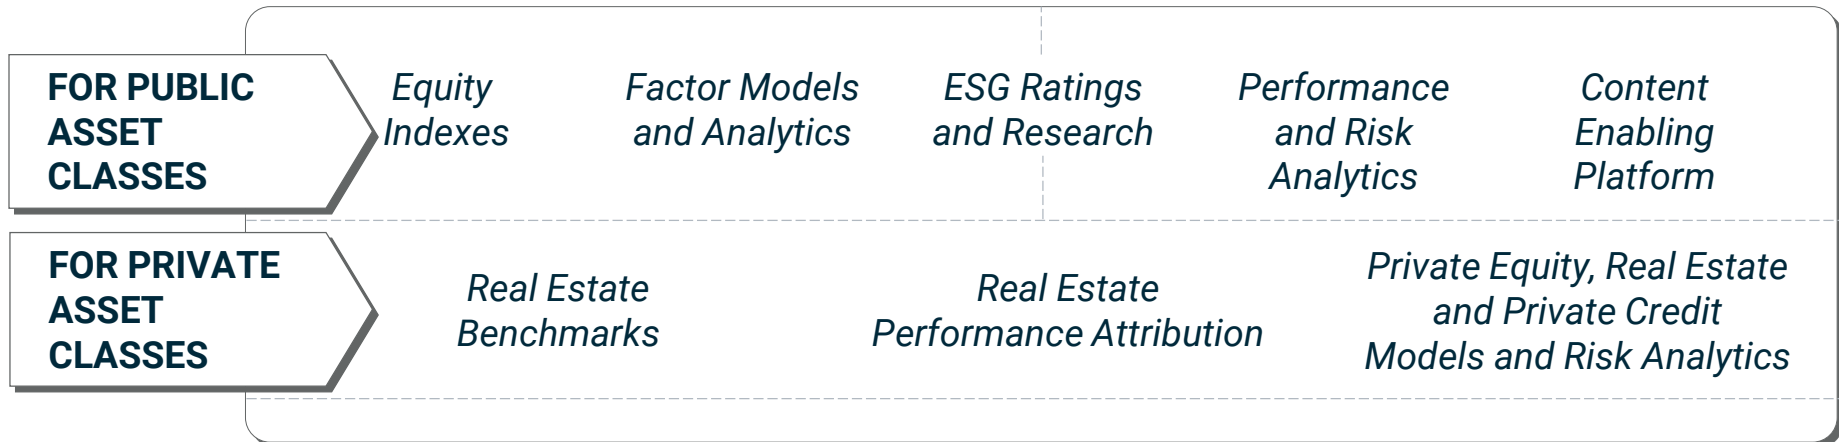 FOR PUBLIC
ASSET
CLASSES
Equity
Indexes
Factor Models
and Analytics
ESG Ratings
and Research
Performance
and Risk
Analytics
Content
Enabling
Platform
FOR PRIVATE
ASSET
CLASSES
Real Estate
Benchmarks
Real Estate
Performance Attribution
Private Equity, Real Estate
and Private Credit
Models and Risk Analytics